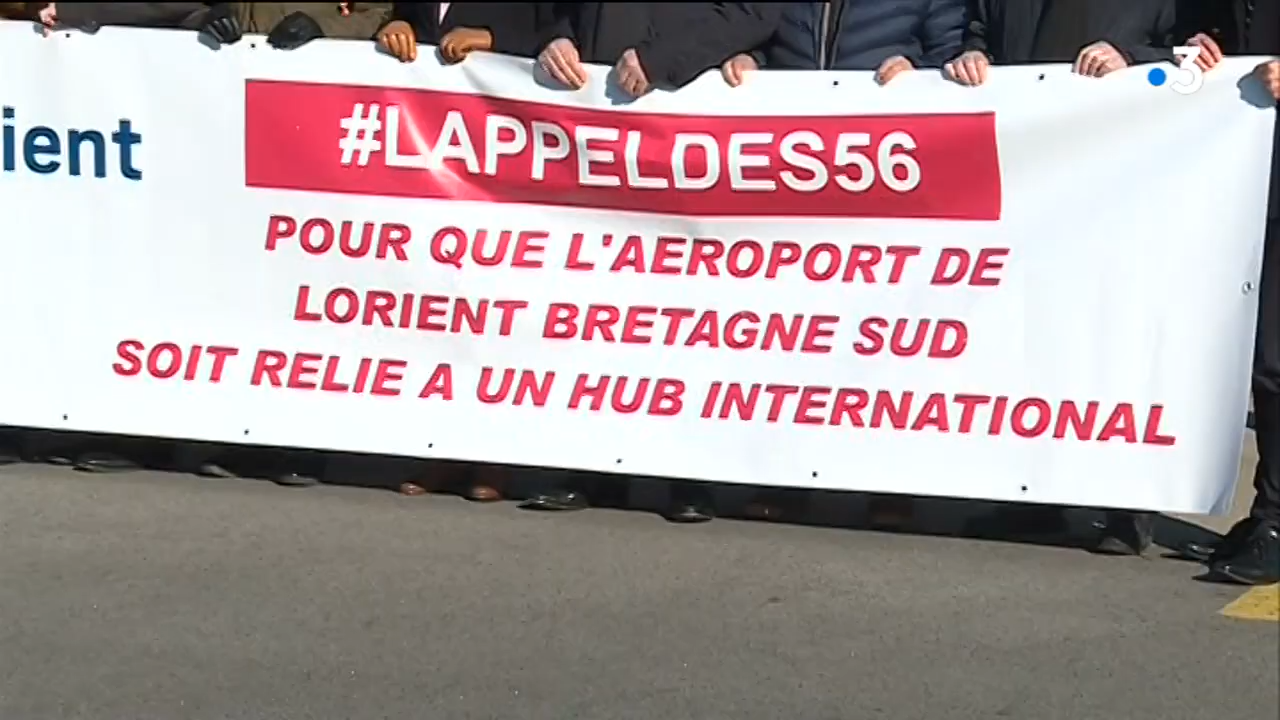 3
ient
#LAPPELDES56
POUR QUE L'AEROPORT DE
LORIENT BRETAGNE SUD
SOIT RELIE A UN HUB INTERNATIONAL